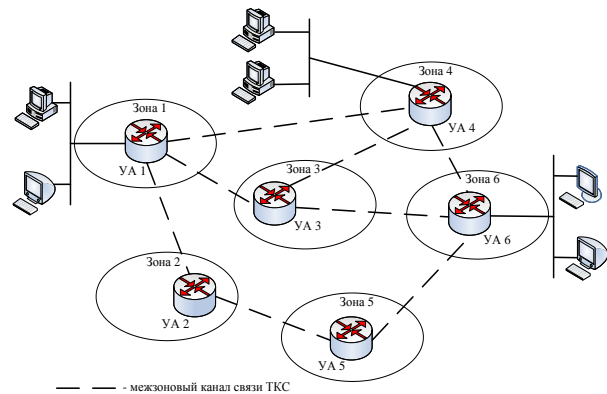 Зона 4
Зона 1
УА 4
Зона 3
УА 1
Зона 6
УА 3
УА 6
Зона 2
Зона 5
УА 2
УА 5
- межзоновый канал связи ТКС